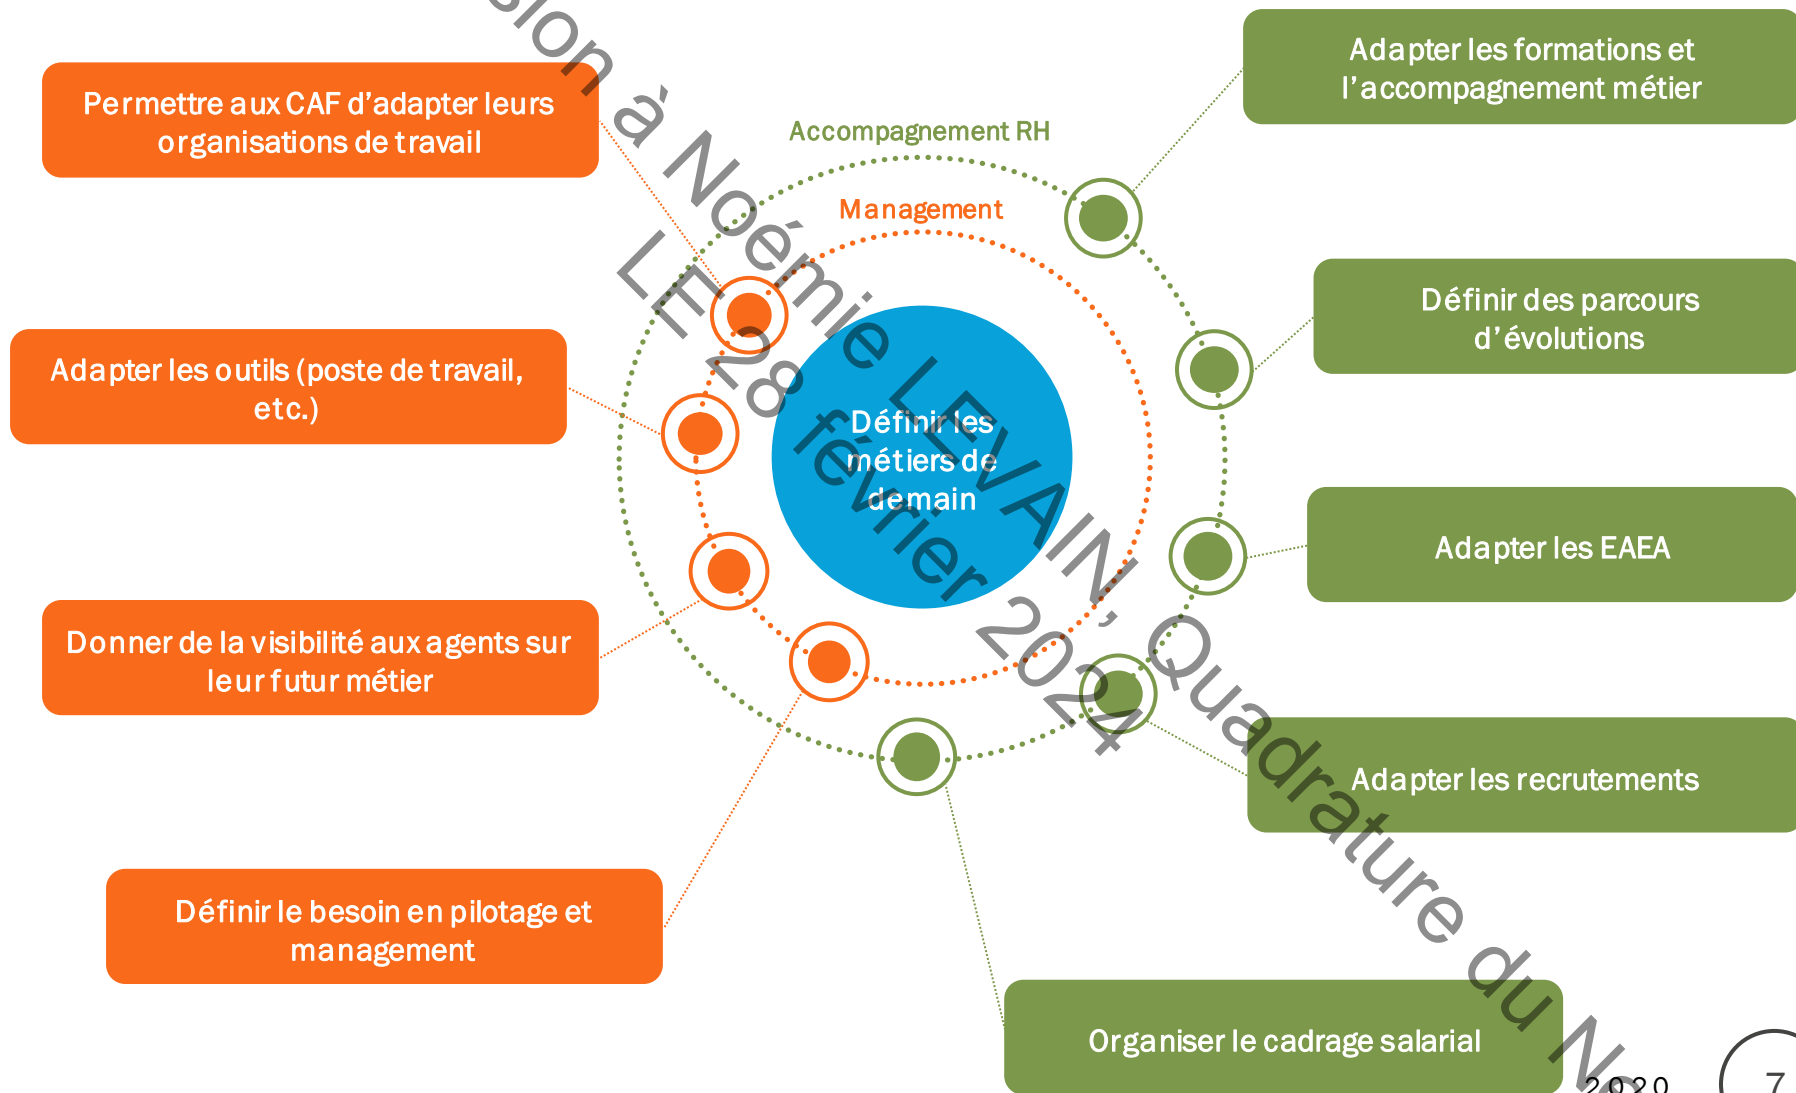 Permettre aux CAF d’adapter leurs
organisations de travail
Adapter les outils (poste de travail,
etc.)
Donner de la visibilité aux agents sur
leur futur métier
Définir le besoin en pilotage et
management
Accompagnement RH
Management
Définir les
métiers de
demain
Adapter les formations et
l’accompagnement métier
Définir des parcours
d’évolutions
Adapter les EAEA
Adapter les recrutements
Organiser le cadrage salarial
à Noémie LEVAIN, Quadrature du
LE 28 février 2024
2020
7